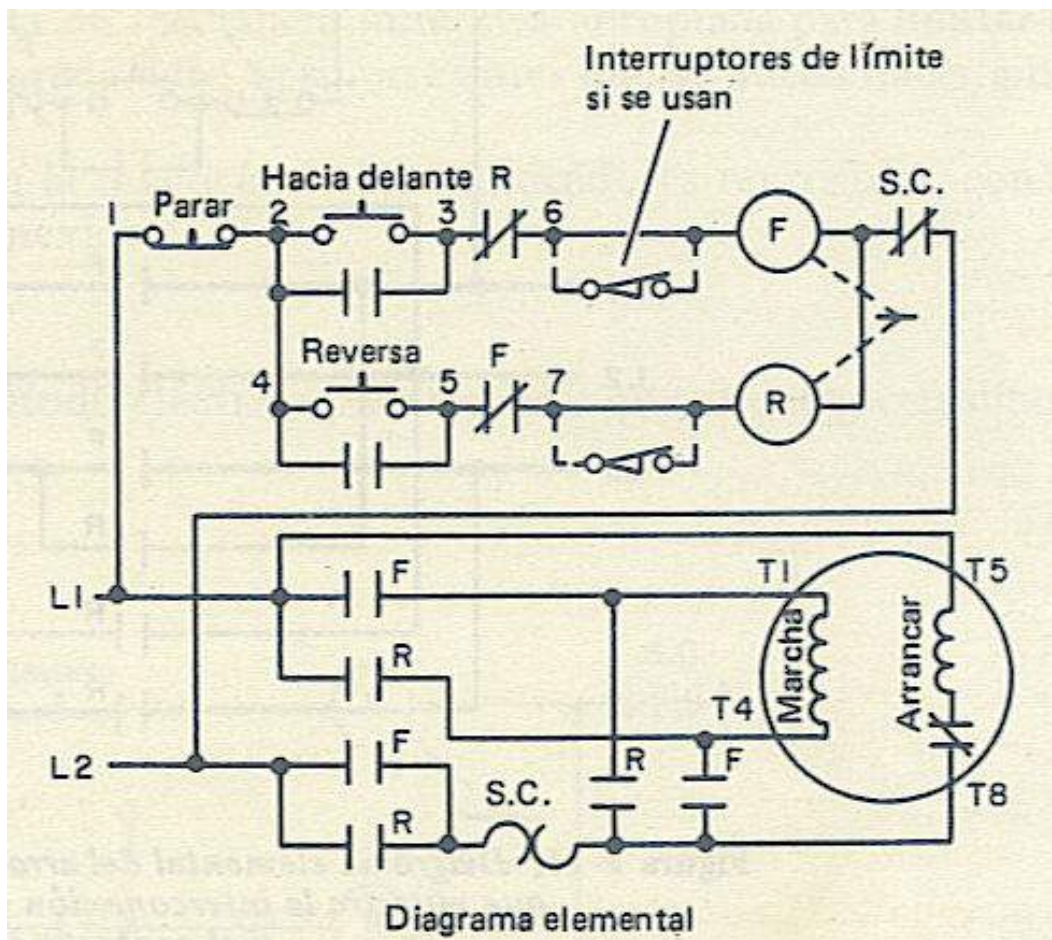 Interruptores de límite
si se usan
Hacia delante R
S.C.
1 Parar 2 3 6
F
Reversa F
4 5 7
R
L1
F
T1
T5
R
Marcha
Arrancar
T4
L2
F
R
F
S.C.
T8
R
Diagrama elemental